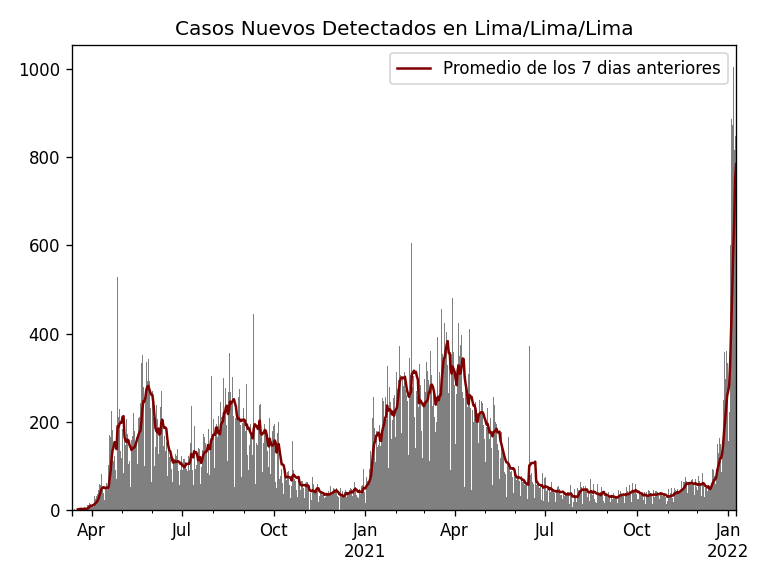 Casos Nuevos Detectados en Lima/Lima/Lima
Promedio de los 7 dias anteriores
1000
800
600
400
200
0
Apr Jul Oct Jan Apr Jul Oct Jan
2021 2022